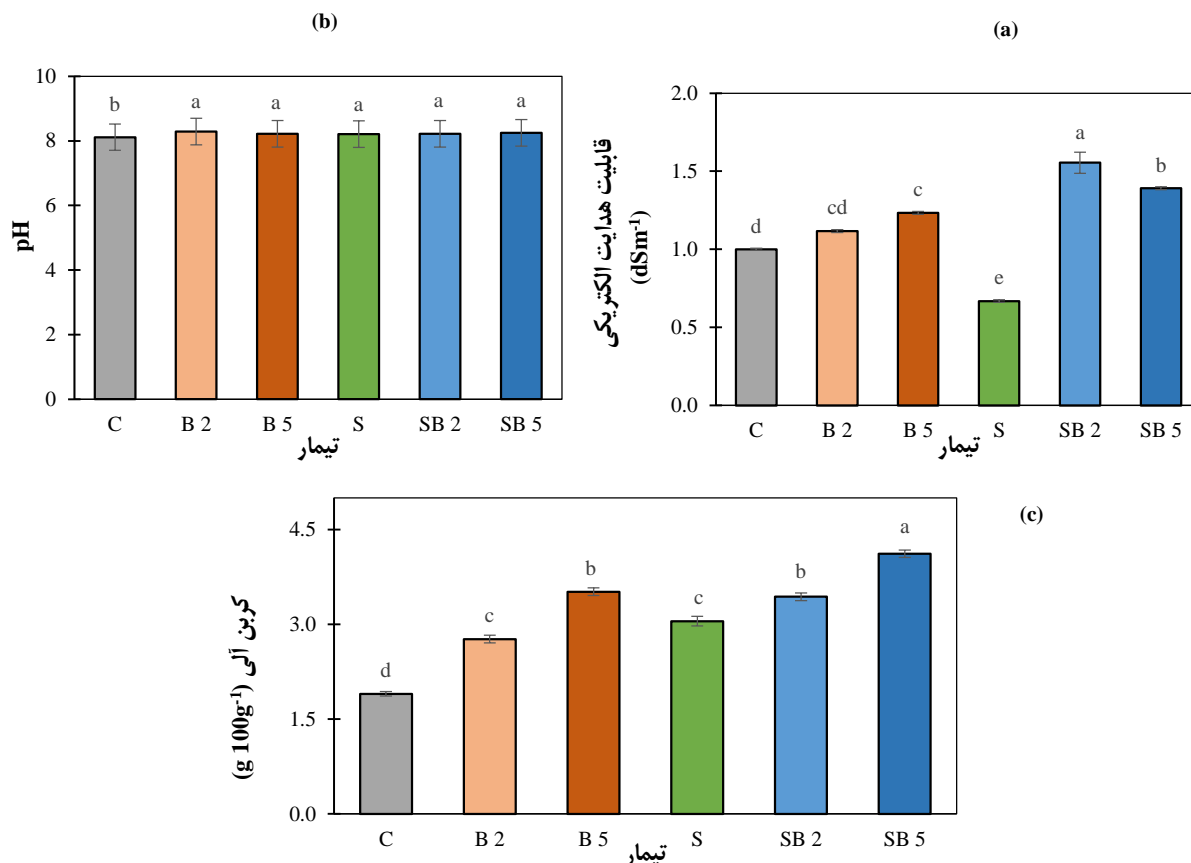 (b)
10
8
6
4
2
0
pH
b a a a a a
C B 2 B 5 S SB 2 SB 5
تیمار
(a)
2.0
1.5
1.0
0.5
0.0
قابلیت هدایت الکتریکی
(dSm⁻¹)
d cd c e a b
C B 2 B 5 S SB 2 SB 5
تیمار
(c)
4.5
3.0
1.5
0.0
کربن آلی (g 100g⁻¹)
d c b c b a
C B 2 B 5 S SB 2 SB 5
تیمار